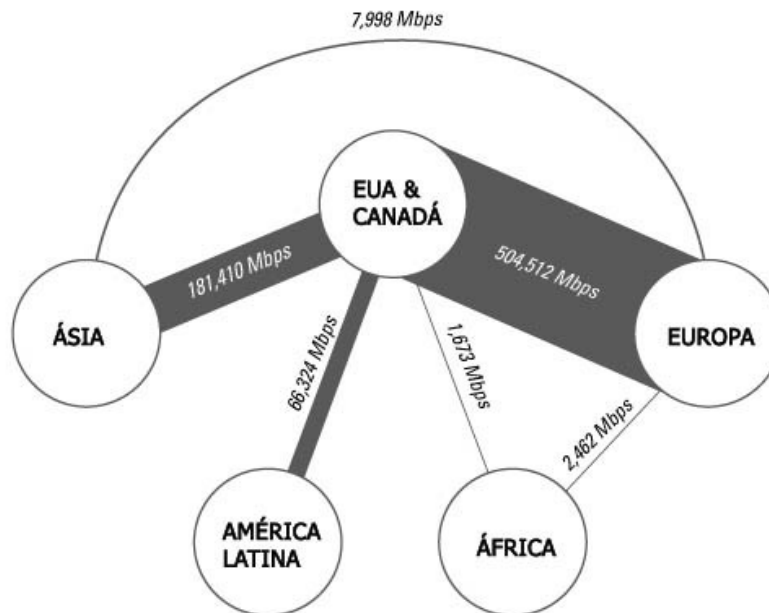 7,998 Mbps
EUA &
CANADÁ
504,512 Mbps
181,410 Mbps
ÁSIA
EUROPA
66,324 Mbps
1,673 Mbps
2,462 Mbps
AMÉRICA
LATINA
ÁFRICA